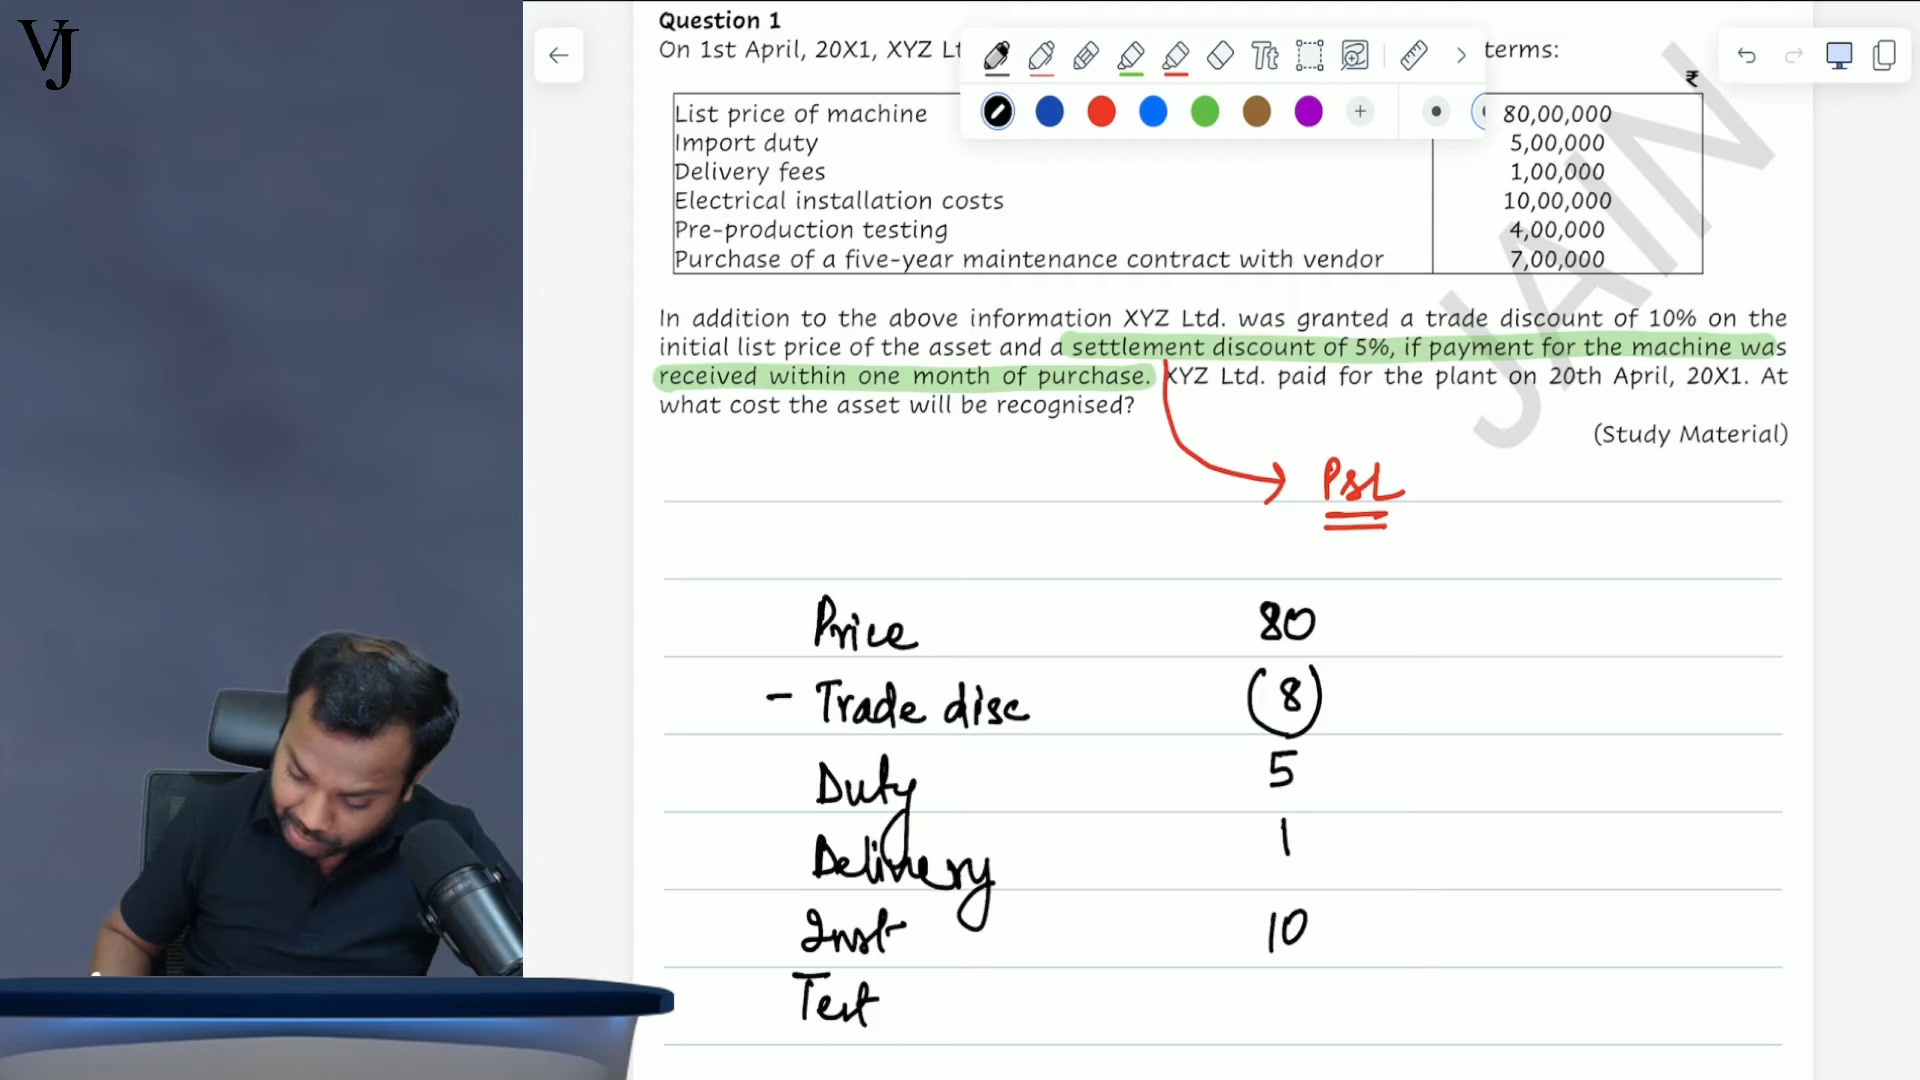 VJ
Question 1
On 1st April, 20X1, XYZ Lt terms:
₹
List price of machine 80,00,000
Import duty 5,00,000
Delivery fees 1,00,000
Electrical installation costs 10,00,000
Pre-production testing 4,00,000
Purchase of a five-year maintenance contract with vendor 7,00,000
In addition to the above information XYZ Ltd. was granted a trade discount of 10% on the
initial list price of the asset and a settlement discount of 5%, if payment for the machine was
received within one month of purchase. XYZ Ltd. paid for the plant on 20th April, 20X1. At
what cost the asset will be recognised?
(Study Material)
JAIN
P&L
Price 80
- Trade disc (8)
Duty 5
Delivery 1
Inst 10
Test
Tt